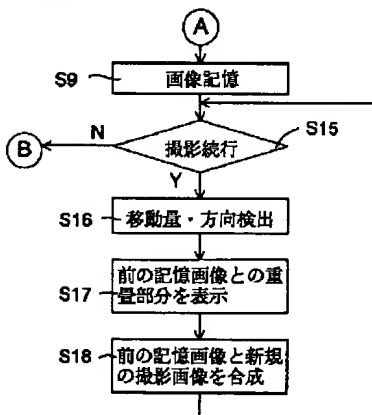 A
S9
画像記憶
N
撮影続行
S15
B
Y
S16
移動量・方向検出
前の記憶画像との重
S17
畳部分を表示
S18
前の記憶画像と新規
の撮影画像を合成